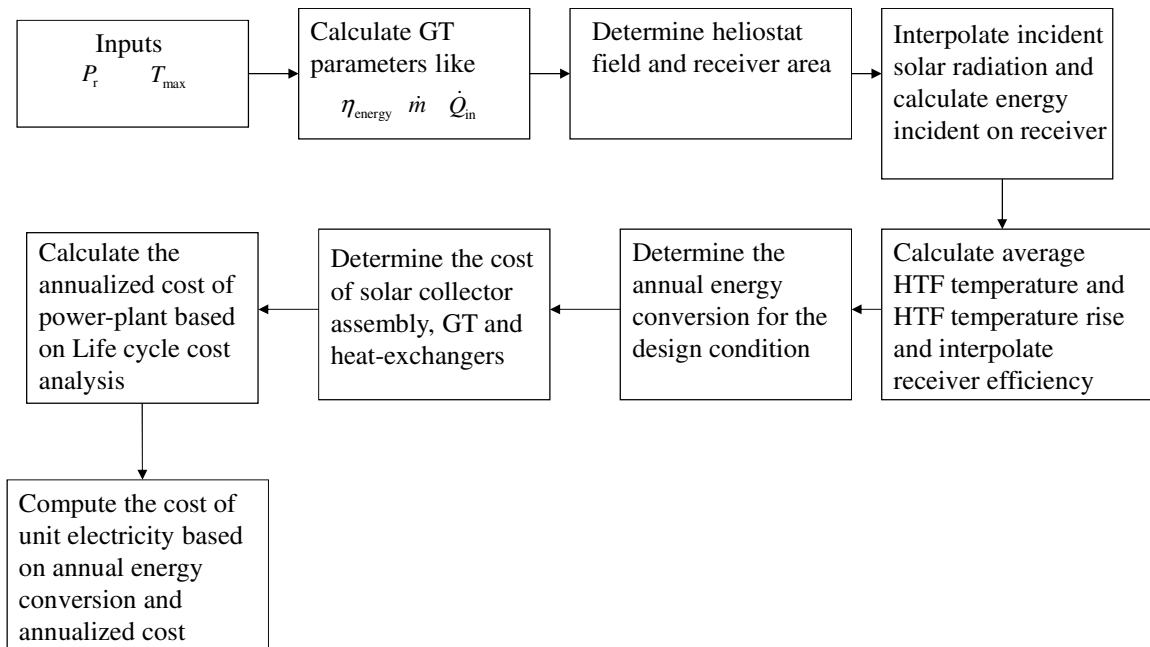 Inputs
P_r T_max
Calculate GT
parameters like
η_energy ṁ Q̇_in
Determine heliostat
field and receiver area
Interpolate incident
solar radiation and
calculate energy
incident on receiver
Calculate average
HTF temperature and
HTF temperature rise
and interpolate
receiver efficiency
Determine the
annual energy
conversion for the
design condition
Determine the cost
of solar collector
assembly, GT and
heat-exchangers
Calculate the
annualized cost of
power-plant based
on Life cycle cost
analysis
Compute the cost of
unit electricity based
on annual energy
conversion and
annualized cost